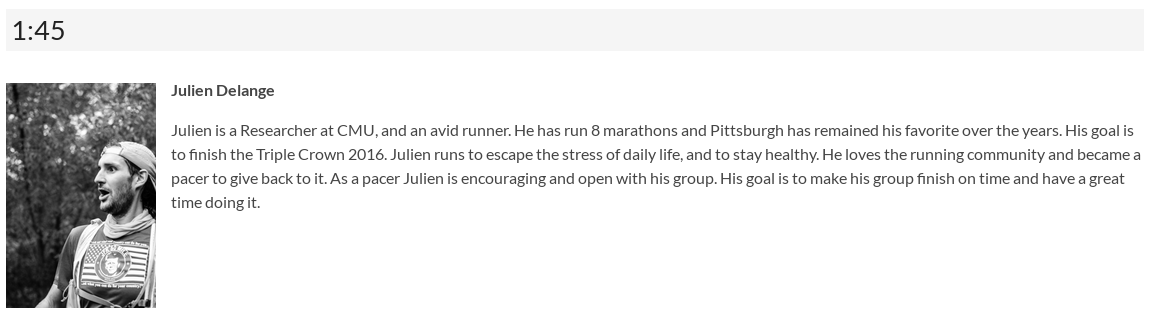 1:45
Julien Delange
Julien is a Researcher at CMU, and an avid runner. He has run 8 marathons and Pittsburgh has remained his favorite over the years. His goal is
to finish the Triple Crown 2016. Julien runs to escape the stress of daily life, and to stay healthy. He loves the running community and became a
pacer to give back to it. As a pacer Julien is encouraging and open with his group. His goal is to make his group finish on time and have a great
time doing it.